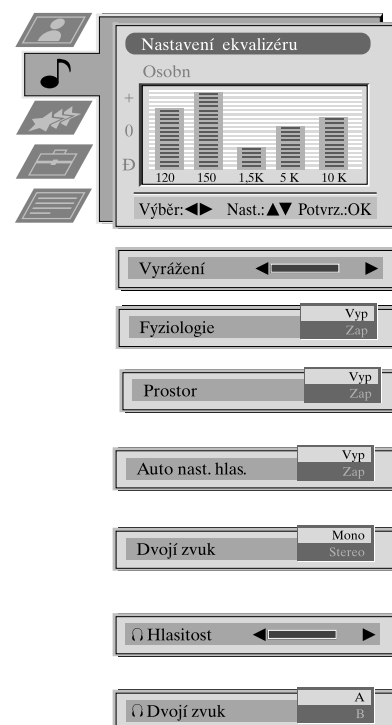 Nastavení ekvalizéru
Osobn
+
0
Đ
120 150 1,5K 5 K 10 K
Výběr:◀▶ Nast.:▲▼ Potvrz.:OK
Vyrážení ◀ ▶
Vyp
Fyziologie
Zap
Vyp
Prostor
Zap
Vyp
Auto nast. hlas.
Zap
Mono
Dvojí zvuk
Stereo
Hlasitost ◀ ▶
A
Dvojí zvuk
B